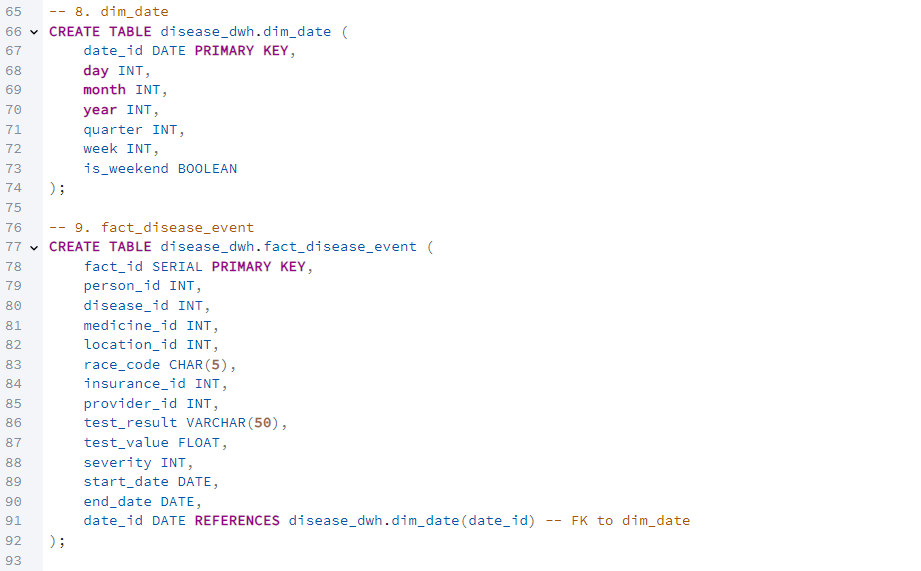 65 -- 8. dim_date
66 CREATE TABLE disease_dwh.dim_date (
67 date_id DATE PRIMARY KEY,
68 day INT,
69 month INT,
70 year INT,
71 quarter INT,
72 week INT,
73 is_weekend BOOLEAN
74 );
75
76 -- 9. fact_disease_event
77 CREATE TABLE disease_dwh.fact_disease_event (
78 fact_id SERIAL PRIMARY KEY,
79 person_id INT,
80 disease_id INT,
81 medicine_id INT,
82 location_id INT,
83 race_code CHAR(5),
84 insurance_id INT,
85 provider_id INT,
86 test_result VARCHAR(50),
87 test_value FLOAT,
88 severity INT,
89 start_date DATE,
90 end_date DATE,
91 date_id DATE REFERENCES disease_dwh.dim_date(date_id) -- FK to dim_date
92 );
93